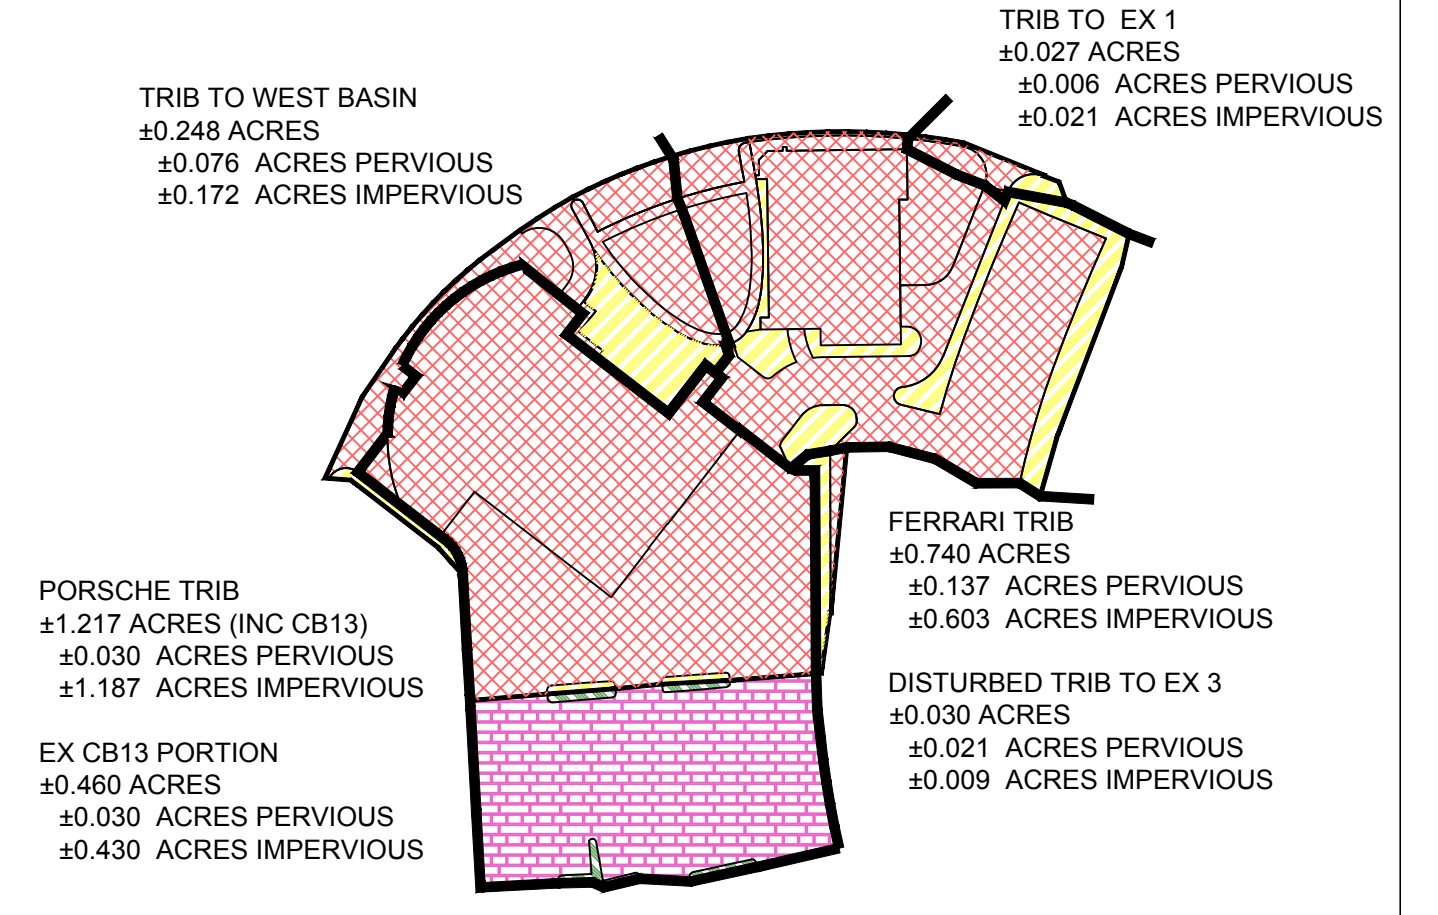 TRIB TO EX 1
±0.027 ACRES
±0.006 ACRES PERVIOUS
±0.021 ACRES IMPERVIOUS
TRIB TO WEST BASIN
±0.248 ACRES
±0.076 ACRES PERVIOUS
±0.172 ACRES IMPERVIOUS
FERRARI TRIB
±0.740 ACRES
±0.137 ACRES PERVIOUS
±0.603 ACRES IMPERVIOUS
PORSCHE TRIB
±1.217 ACRES (INC CB13)
±0.030 ACRES PERVIOUS
±1.187 ACRES IMPERVIOUS
DISTURBED TRIB TO EX 3
±0.030 ACRES
±0.021 ACRES PERVIOUS
±0.009 ACRES IMPERVIOUS
EX CB13 PORTION
±0.460 ACRES
±0.030 ACRES PERVIOUS
±0.430 ACRES IMPERVIOUS